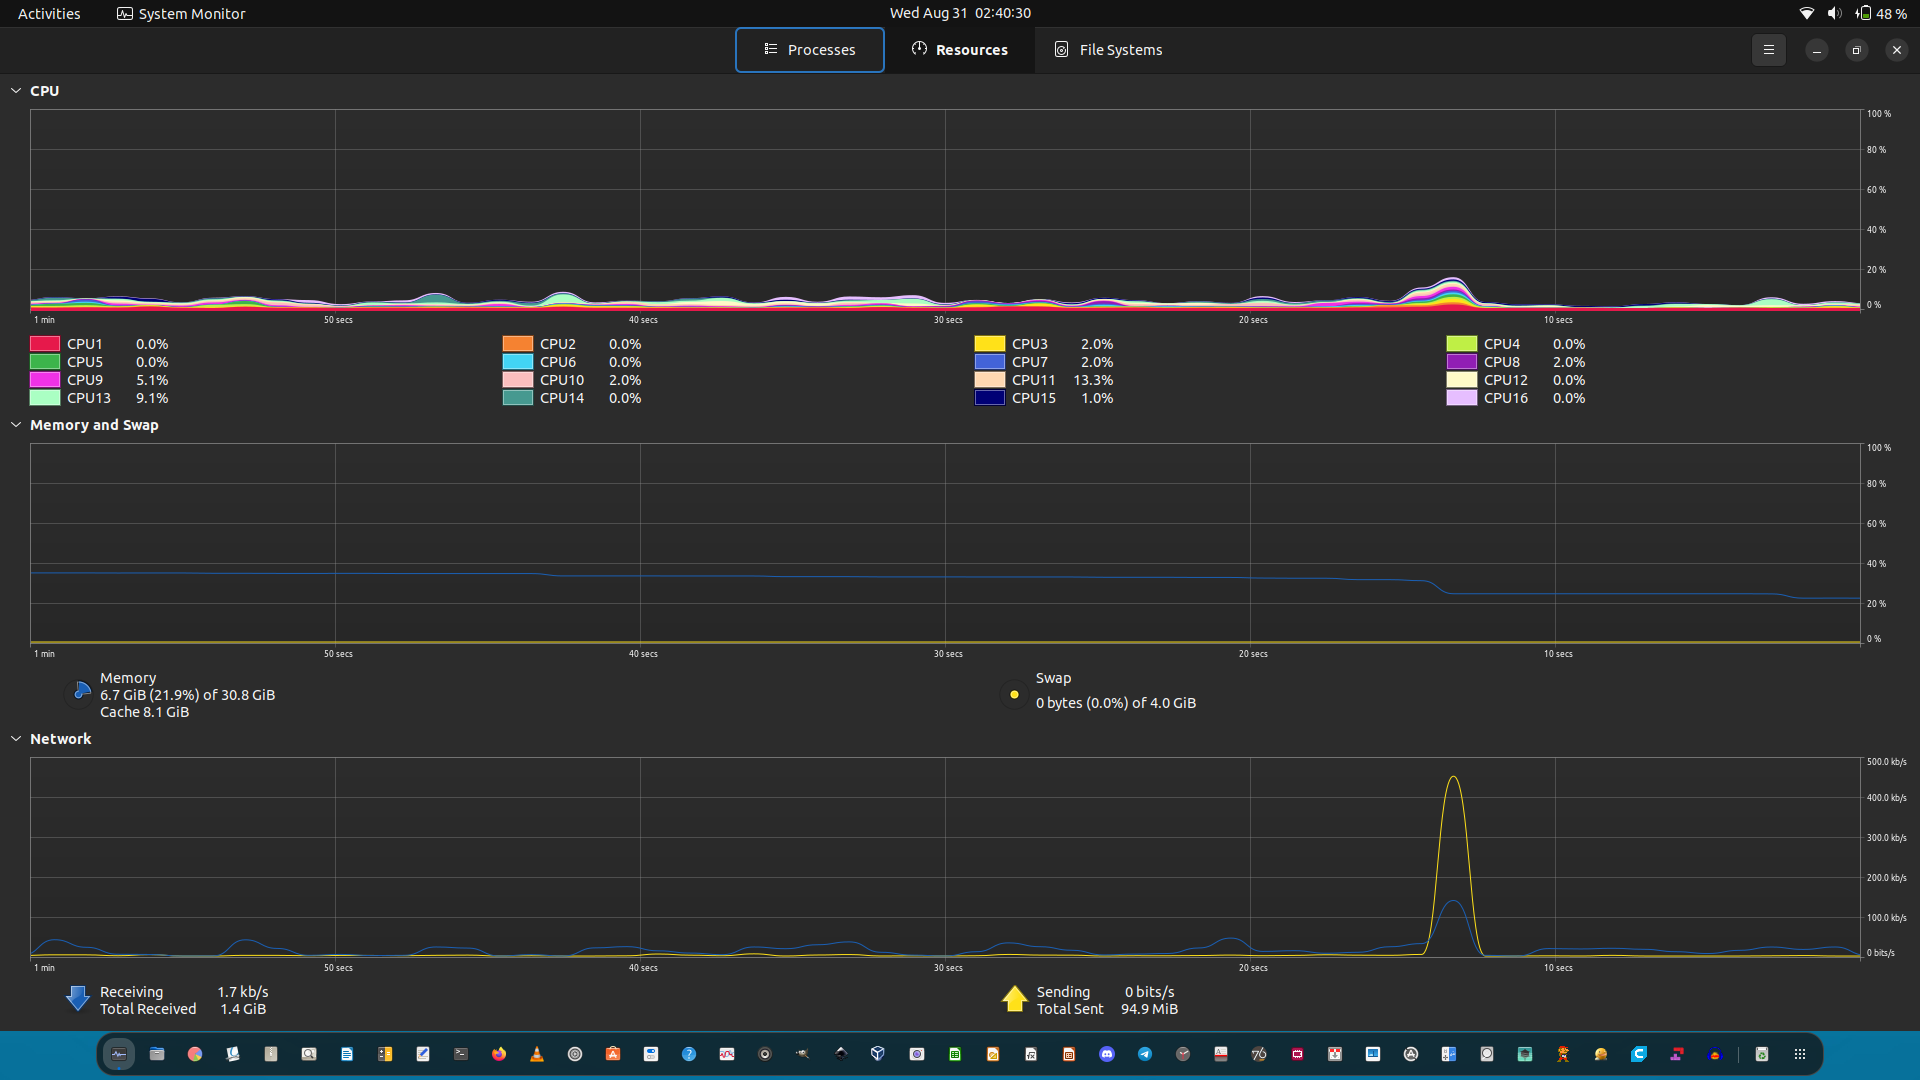 Activities System Monitor Wed Aug 31 02:40:30 48 %
Processes Resources File Systems
CPU
100 %
80 %
60 %
40 %
20 %
0 %
1 min 50 secs 40 secs 30 secs 20 secs 10 secs
CPU1 0.0% CPU2 0.0% CPU3 2.0% CPU4 0.0%
CPU5 0.0% CPU6 0.0% CPU7 2.0% CPU8 2.0%
CPU9 5.1% CPU10 2.0% CPU11 13.3% CPU12 0.0%
CPU13 9.1% CPU14 0.0% CPU15 1.0% CPU16 0.0%
Memory and Swap
100 %
80 %
60 %
40 %
20 %
0 %
1 min 50 secs 40 secs 30 secs 20 secs 10 secs
Memory
6.7 GiB (21.9%) of 30.8 GiB
Cache 8.1 GiB
Swap
0 bytes (0.0%) of 4.0 GiB
Network
500.0 kb/s
400.0 kb/s
300.0 kb/s
200.0 kb/s
100.0 kb/s
0 bits/s
1 min 50 secs 40 secs 30 secs 20 secs 10 secs
Receiving 1.7 kb/s
Total Received 1.4 GiB
Sending 0 bits/s
Total Sent 94.9 MiB
76